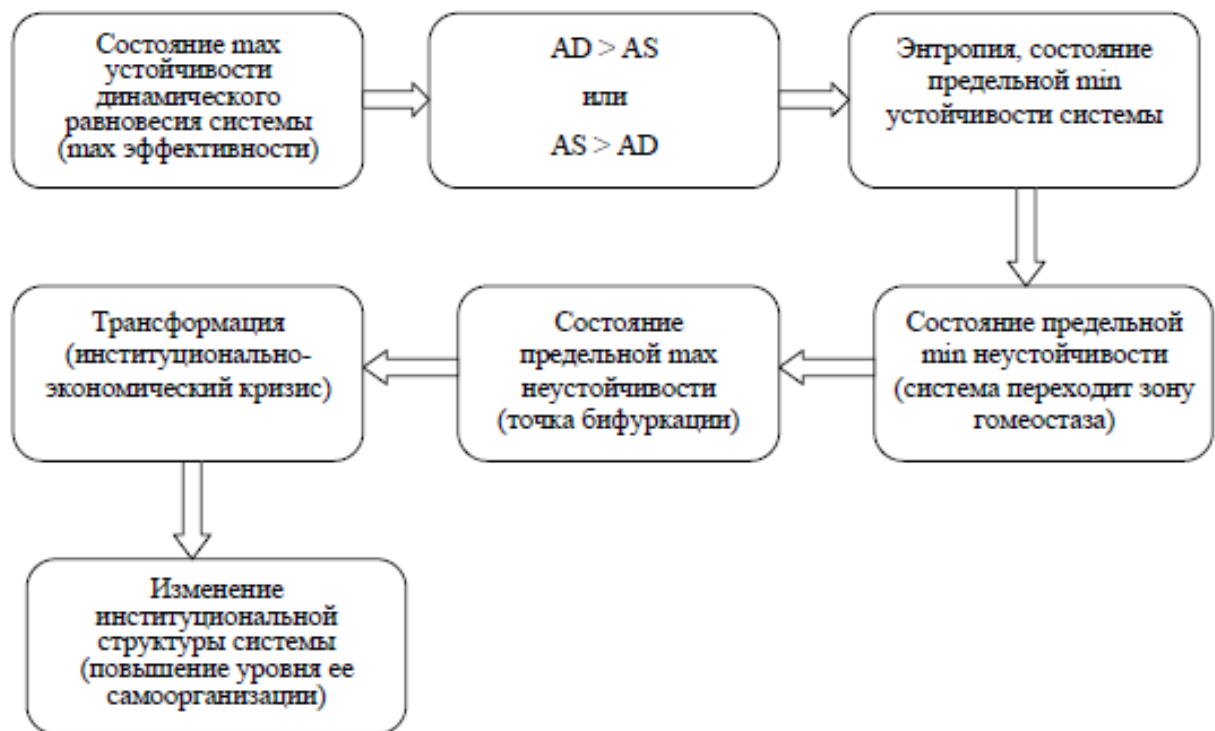 Состояние max
устойчивости
динамического
равновесия системы
(max эффективности)
AD > AS
или
AS > AD
Энтропия, состояние
предельной min
устойчивости системы
Состояние предельной
min неустойчивости
(система переходит зону
гомеостаза)
Состояние
предельной max
неустойчивости
(точка бифуркации)
Трансформация
(институционально-
экономический кризис)
Изменение
институциональной
структуры системы
(повышение уровня ее
самоорганизации)